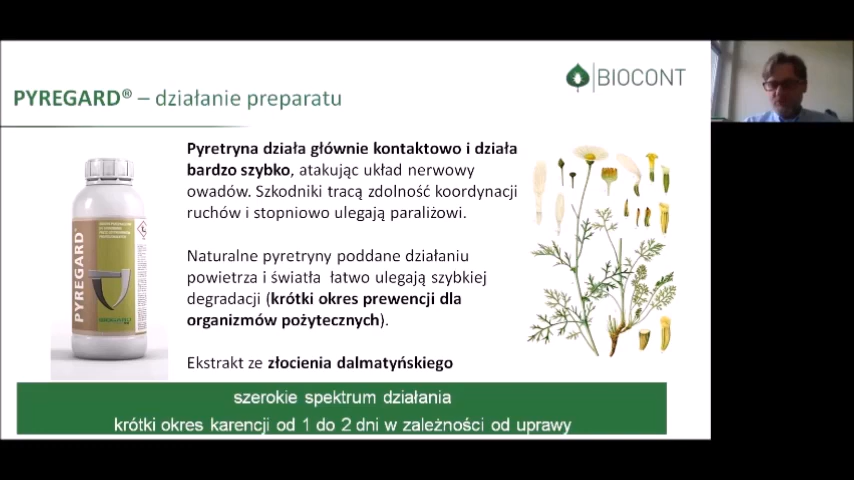 BIOCONT
PYREGARD® – działanie preparatu
Pyretryna działa głównie kontaktowo i działa
bardzo szybko, atakując układ nerwowy
owadów. Szkodniki tracą zdolność koordynacji
ruchów i stopniowo ulegają paraliżowi.
Naturalne pyretryny poddane działaniu
powietrza i światła łatwo ulegają szybkiej
degradacji (krótki okres prewencji dla
organizmów pożytecznych).
Ekstrakt ze złocienia dalmatyńskiego
PYREGARD
szerokie spektrum działania
krótki okres karencji od 1 do 2 dni w zależności od uprawy